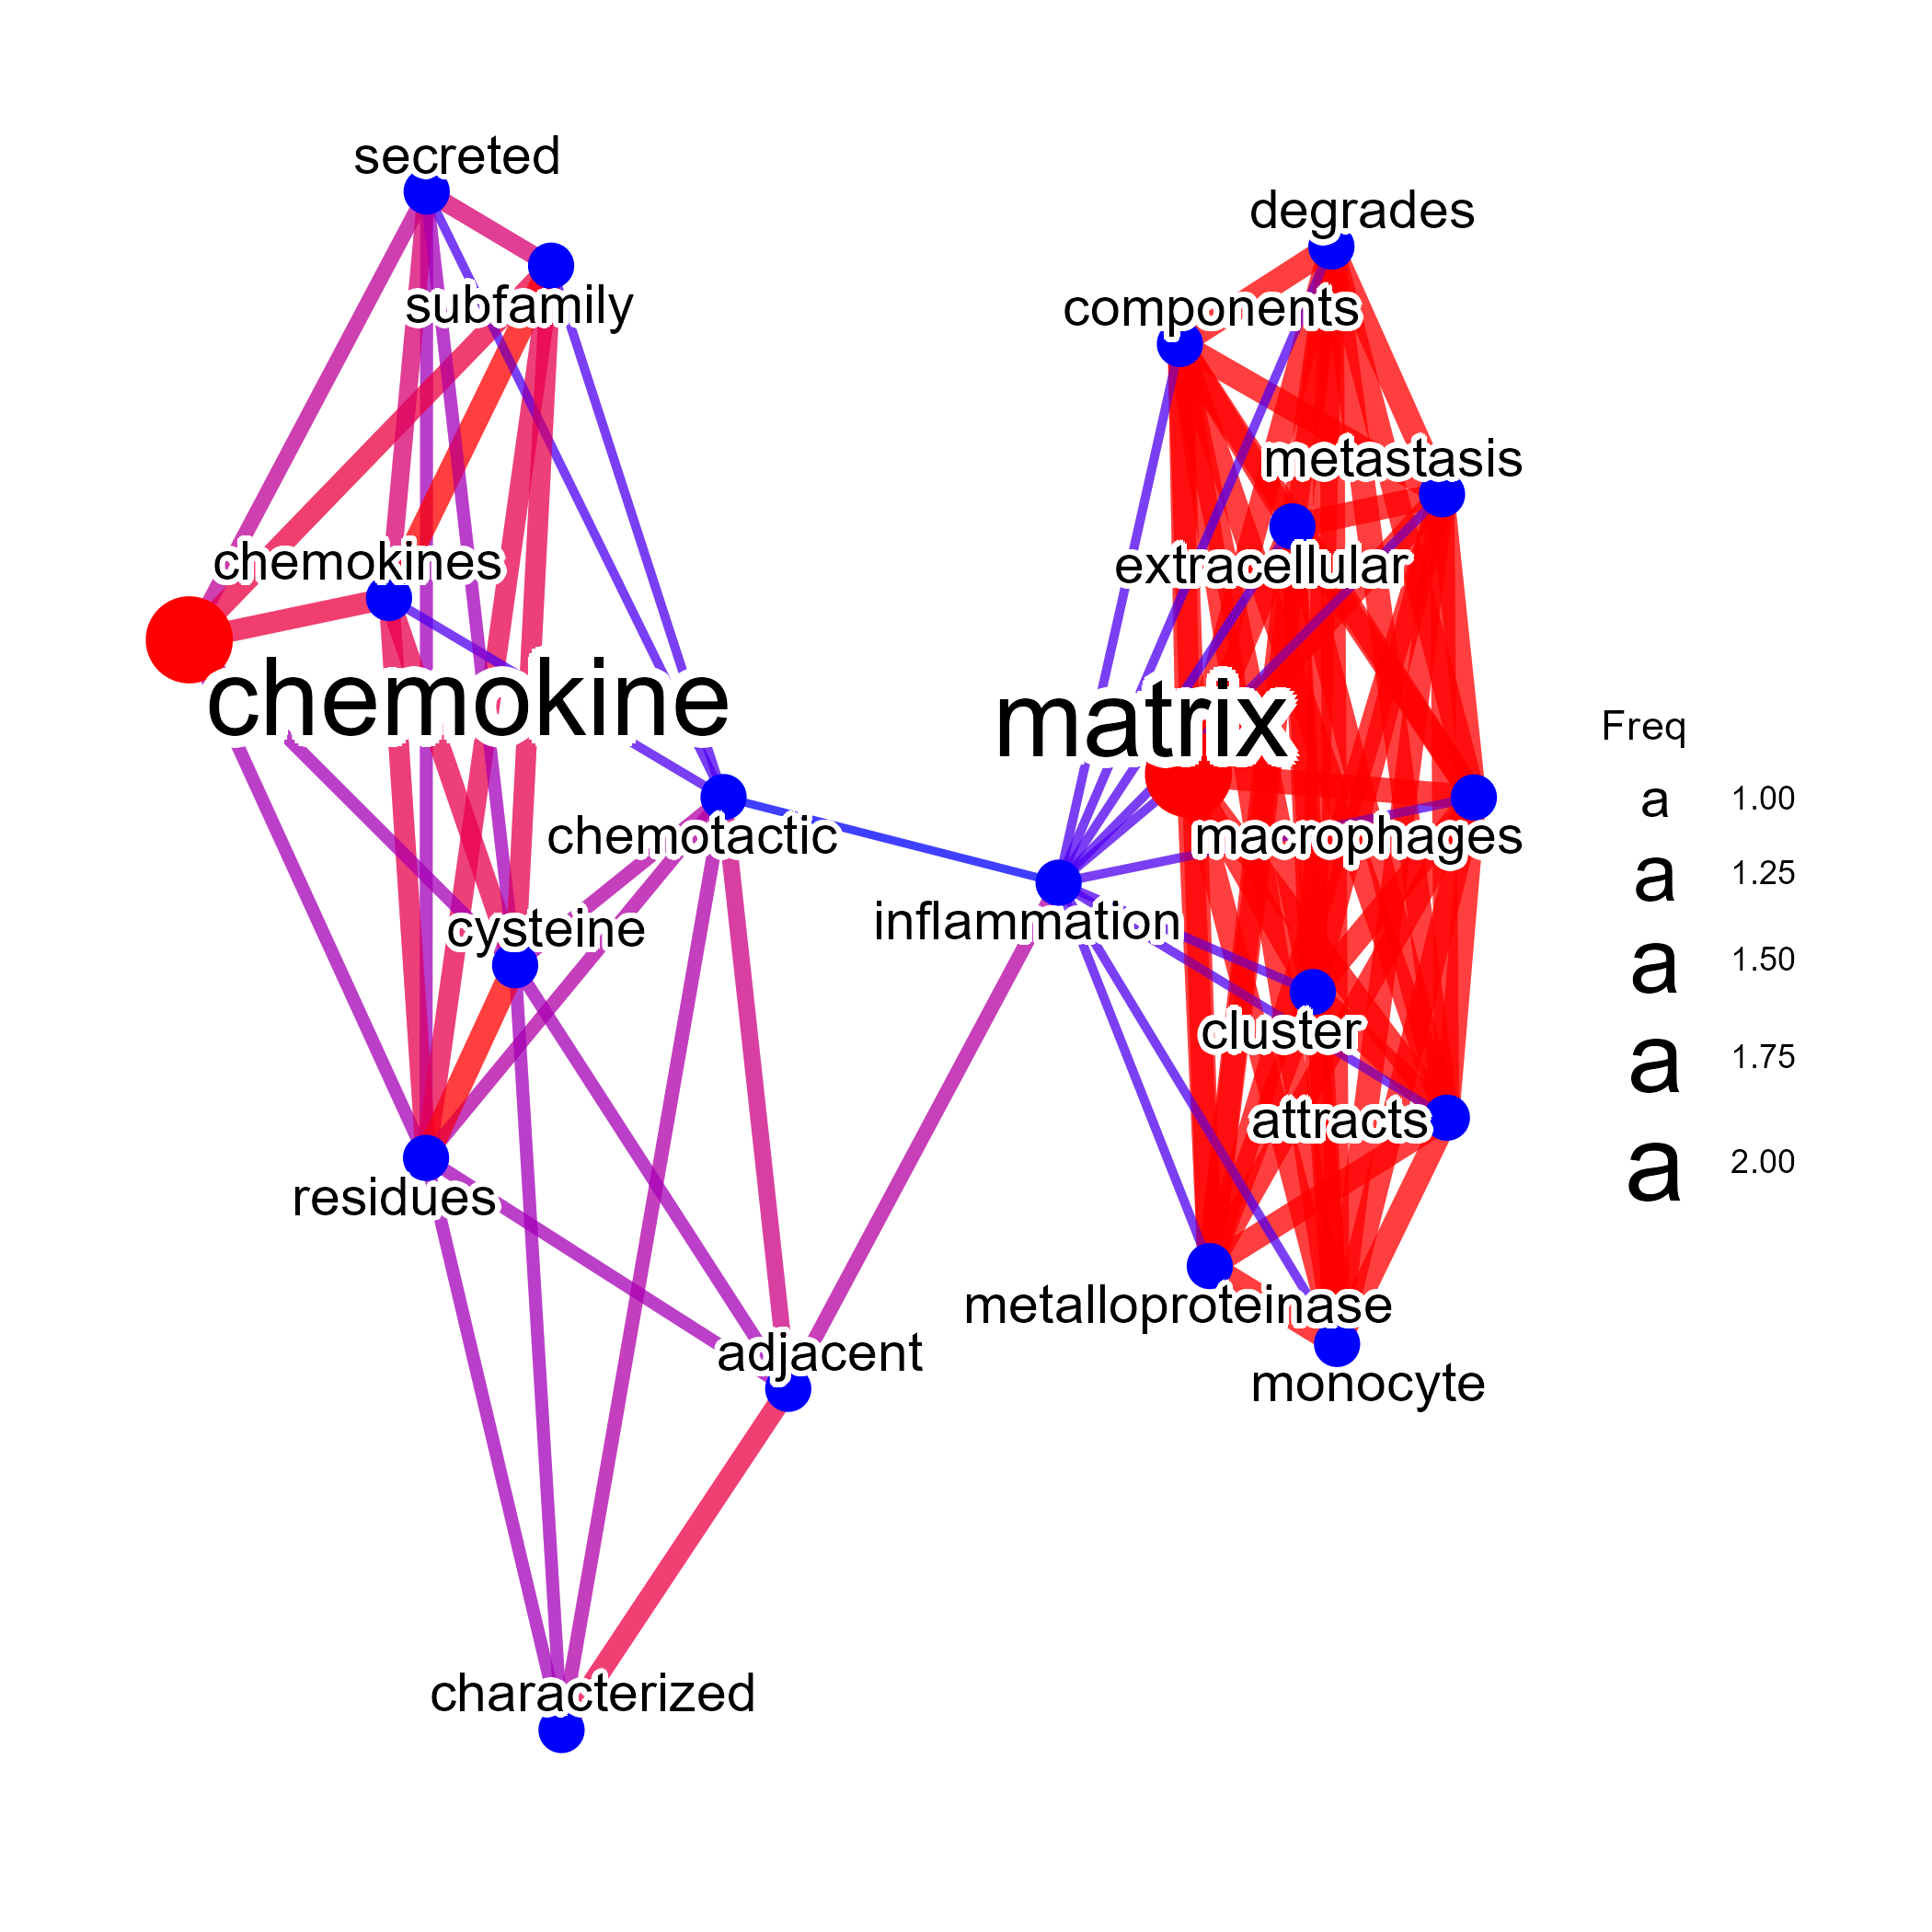 secreted
degrades
subfamily
components
metastasis
chemokines
extracellular
chemokine
matrix
Freq
a 1.00
chemotactic
macrophages
a 1.25
cysteine
inflammation
a 1.50
cluster
a 1.75
attracts
a 2.00
residues
metalloproteinase
adjacent
monocyte
characterized